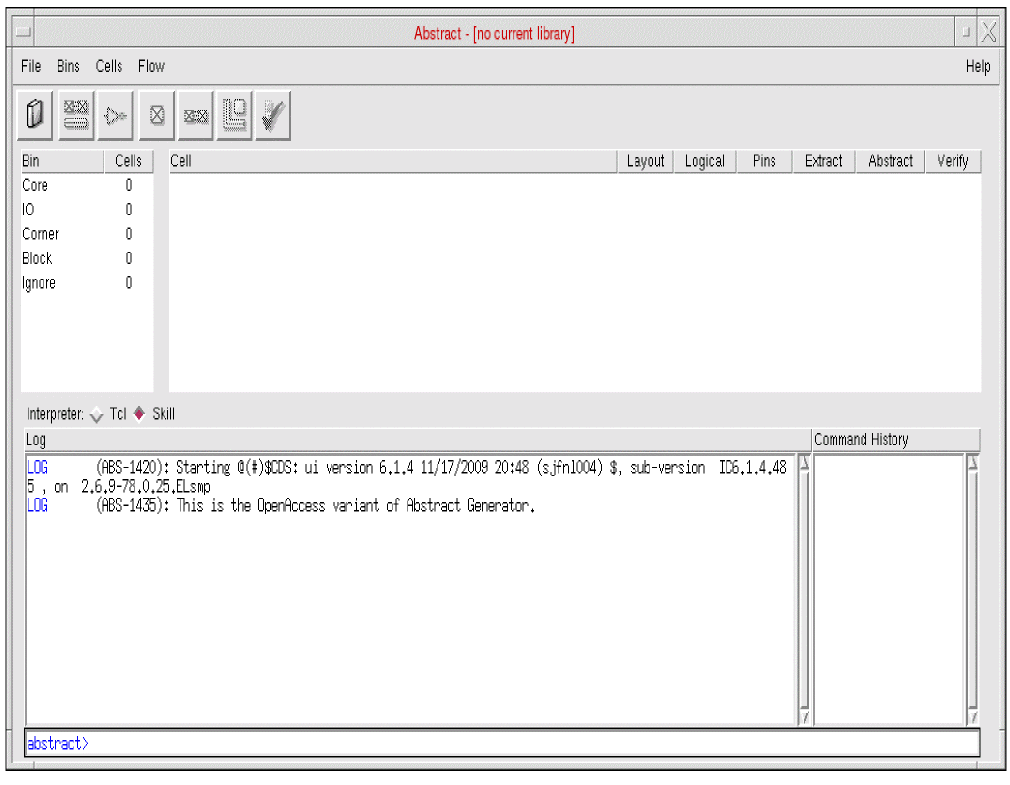 Abstract - [no current library]
File Bins Cells Flow Help
Bin Cells Cell Layout Logical Pins Extract Abstract Verify
Core 0
IO 0
Corner 0
Block 0
Ignore 0
Interpreter: Tcl Skill
Log Command History
LOG (ABS-1420): Starting @(#)$CDS: ui version 6.1.4 11/17/2009 20:48 (sjfnl004) $, sub-version ID6.1.4.48
5 , on 2.6.9-78.0.25.ELsmp
LOG (ABS-1435): This is the OpenAccess variant of Abstract Generator.
abstract>